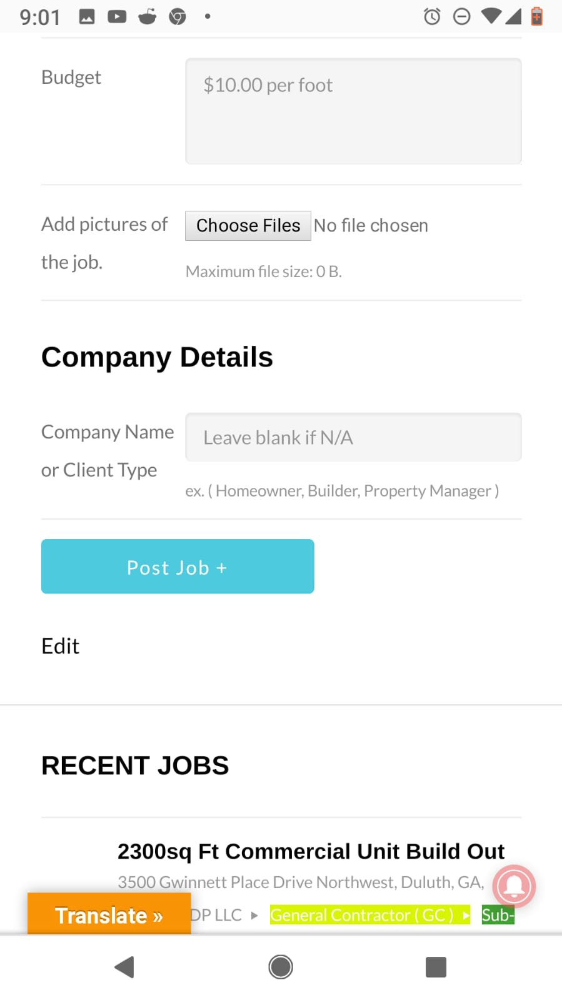 9:01
Budget
$10.00 per foot
Add pictures of
the job.
Choose Files No file chosen
Maximum file size: 0 B.
Company Details
Company Name
or Client Type
Leave blank if N/A
ex. ( Homeowner, Builder, Property Manager )
Post Job +
Edit
RECENT JOBS
2300sq Ft Commercial Unit Build Out
3500 Gwinnett Place Drive Northwest, Duluth, GA,
Translate » DP LLC ▸ General Contractor ( GC ) ▸ Sub-